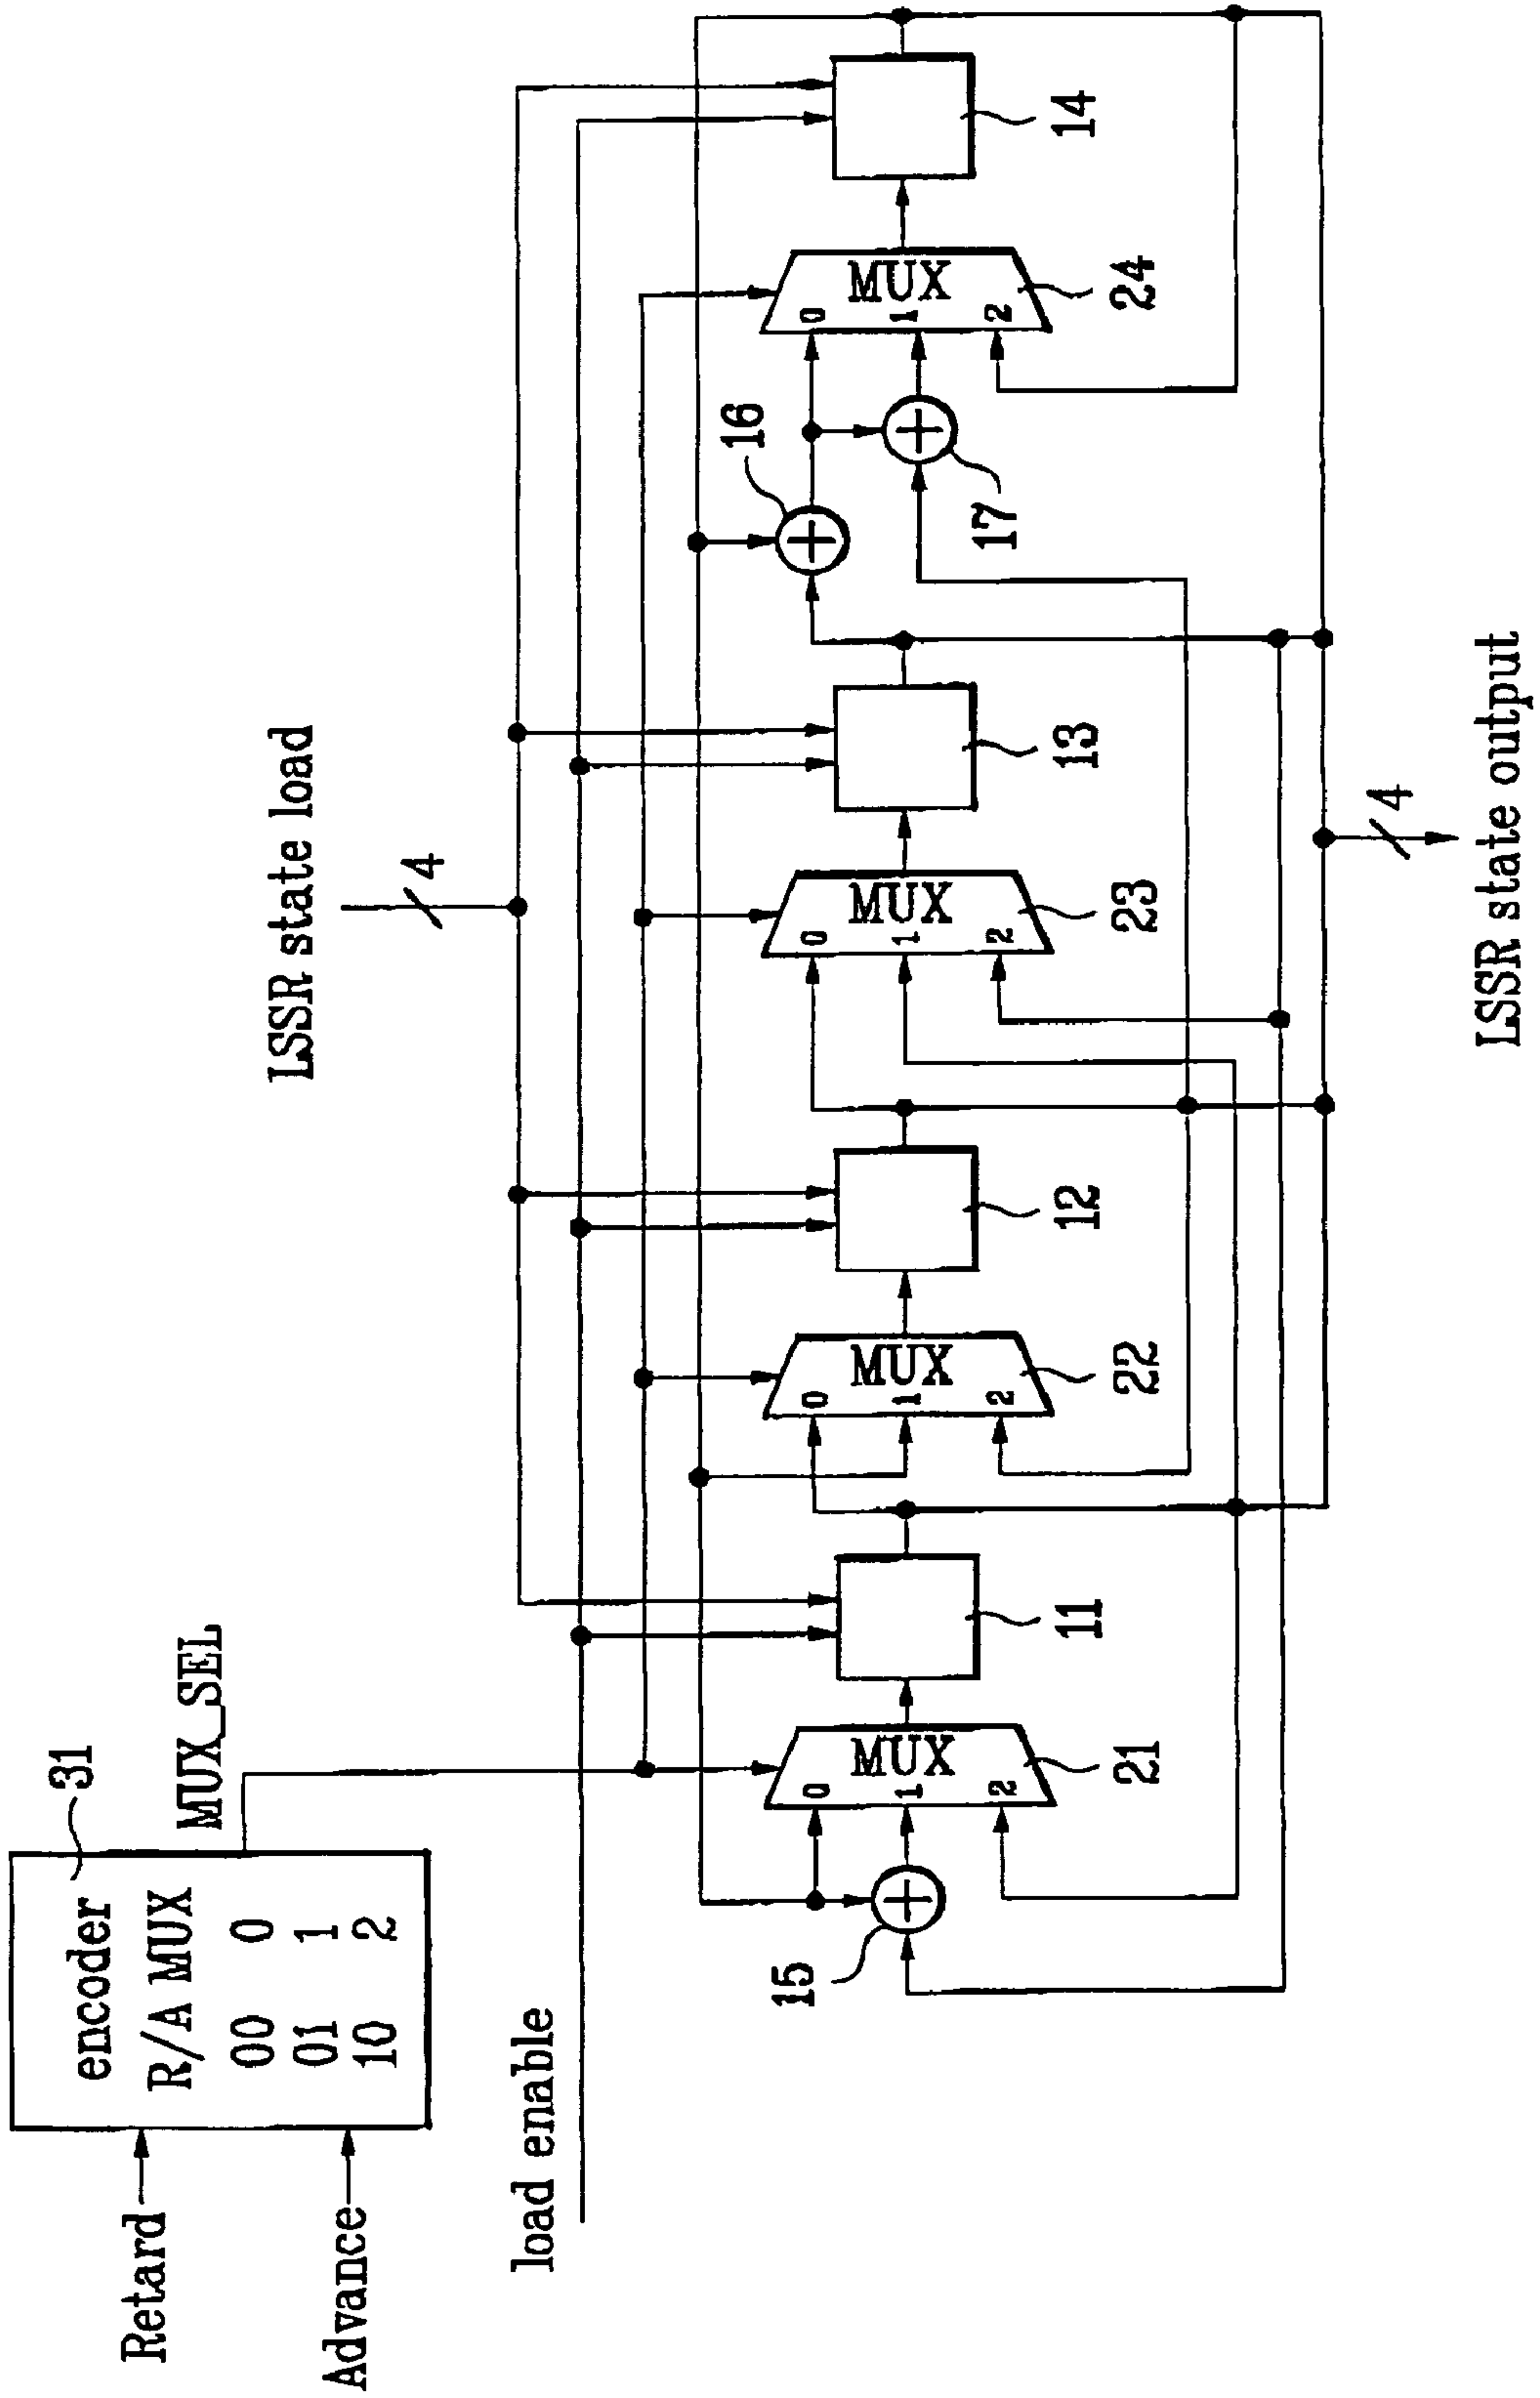 Retard
Advance
encoder
R/A MUX
00 0
01 1
10 2
31
MUX_SEL
LSSR state load
4
load enable
15
0
1
2
MUX
21
11
0
1
2
MUX
22
12
0
1
2
MUX
23
13
16
17
0
1
2
MUX
24
14
4
LSSR state output